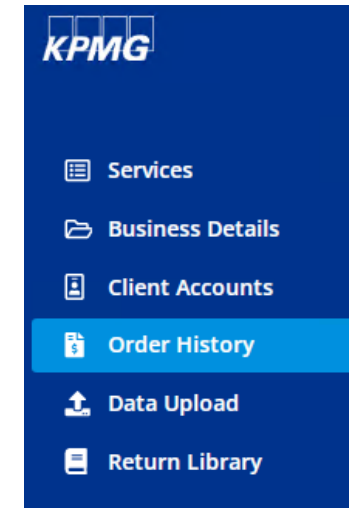 KPMG
Services
Business Details
Client Accounts
Order History
Data Upload
Return Library